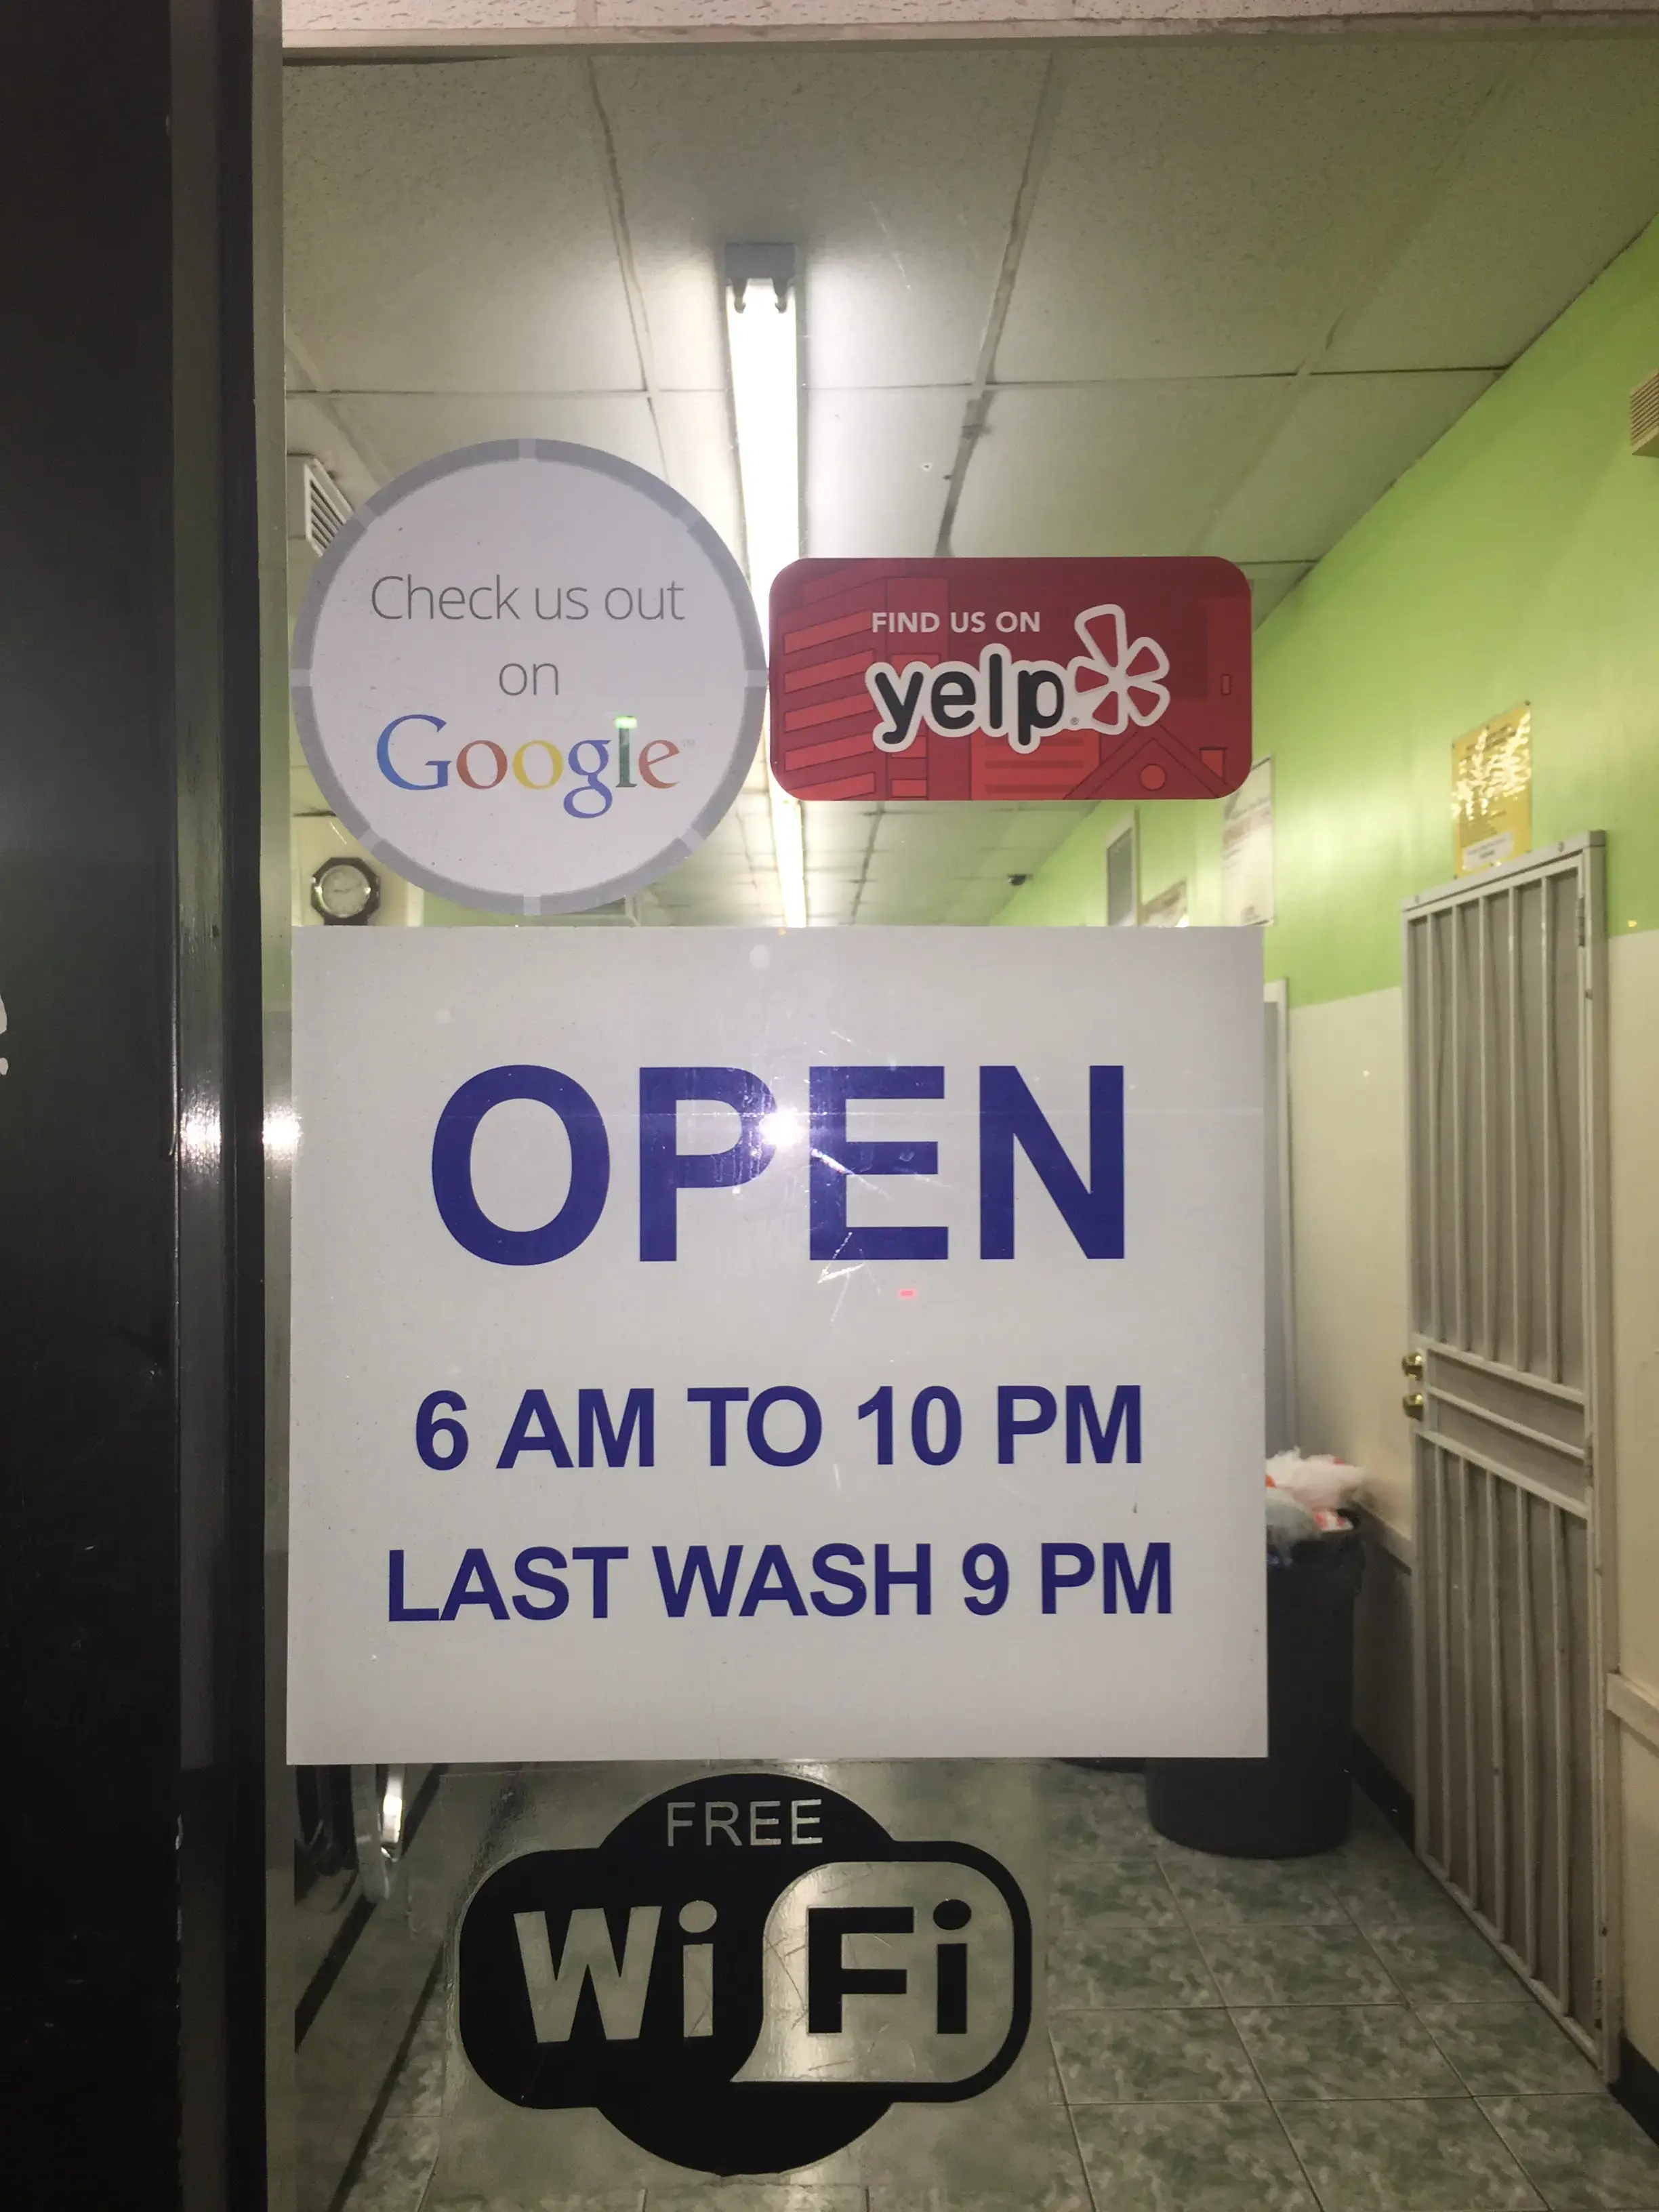 Check us out
on
Google
FIND US ON
yelp
OPEN
6 AM TO 10 PM
LAST WASH 9 PM
FREE
WiFi